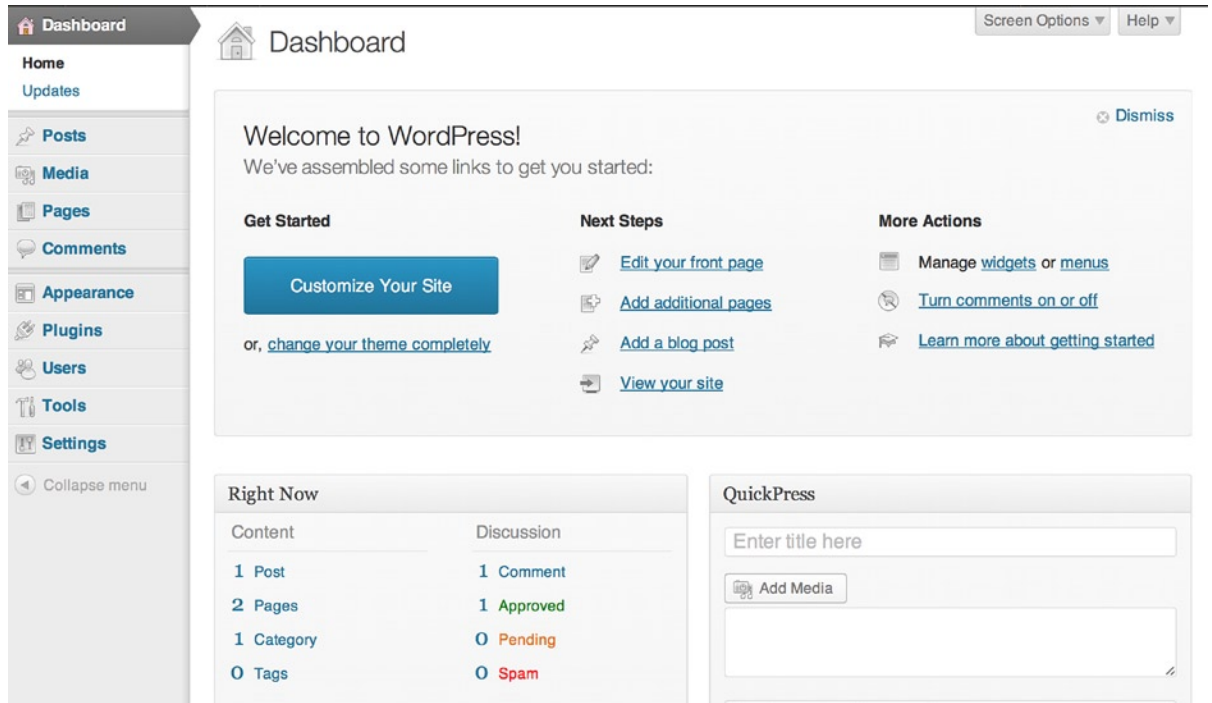 Dashboard
Home
Updates
Posts
Media
Pages
Comments
Appearance
Plugins
Users
Tools
Settings
Collapse menu
Screen Options
Help
Dashboard
Dismiss
Welcome to WordPress!
We've assembled some links to get you started:
Get Started
Customize Your Site
or, change your theme completely
Next Steps
Edit your front page
Add additional pages
Add a blog post
View your site
More Actions
Manage widgets or menus
Turn comments on or off
Learn more about getting started
Right Now
Content
1 Post
2 Pages
1 Category
0 Tags
Discussion
1 Comment
1 Approved
0 Pending
0 Spam
QuickPress
Enter title here
Add Media